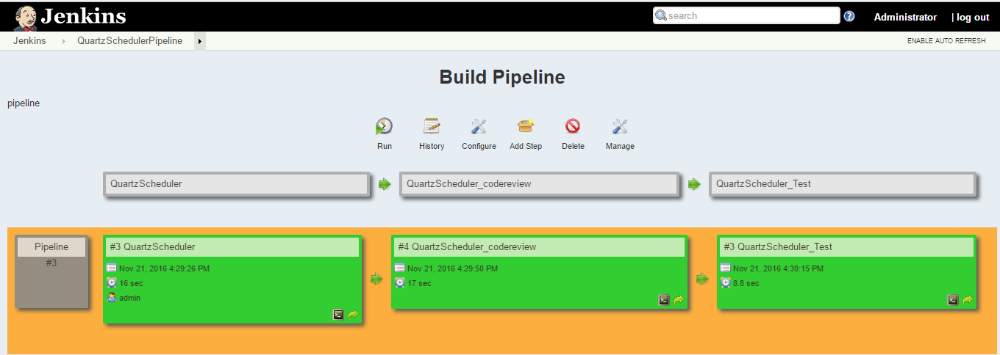 Jenkins
search
Administrator | log out
Jenkins QuartzSchedulerPipeline
ENABLE AUTO REFRESH
Build Pipeline
pipeline
Run History Configure Add Step Delete Manage
QuartzScheduler QuartzScheduler_codereview QuartzScheduler_Test
Pipeline
#3
#3 QuartzScheduler
Nov 21, 2016 4:29:26 PM
16 sec
admin
#4 QuartzScheduler_codereview
Nov 21, 2016 4:29:50 PM
17 sec
#3 QuartzScheduler_Test
Nov 21, 2016 4:30:15 PM
8.8 sec